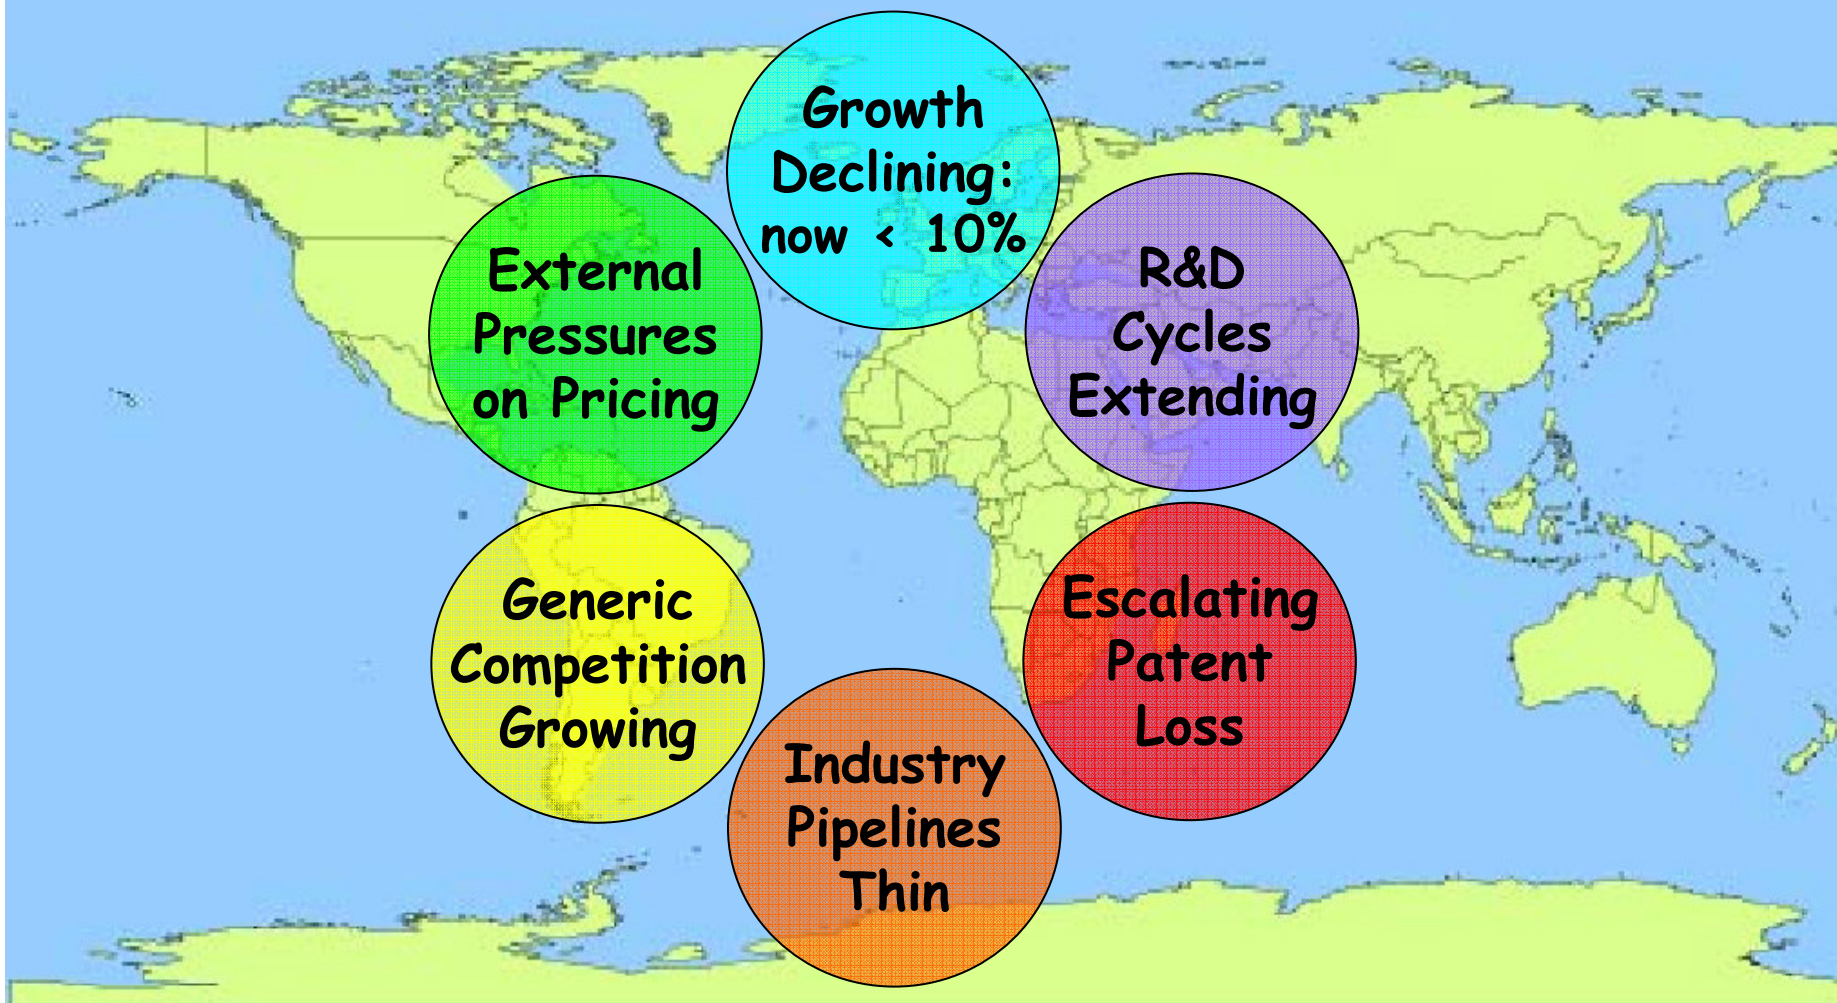 Growth
Declining:
now < 10%
External
Pressures
on Pricing
R&D
Cycles
Extending
Generic
Competition
Growing
Escalating
Patent
Loss
Industry
Pipelines
Thin